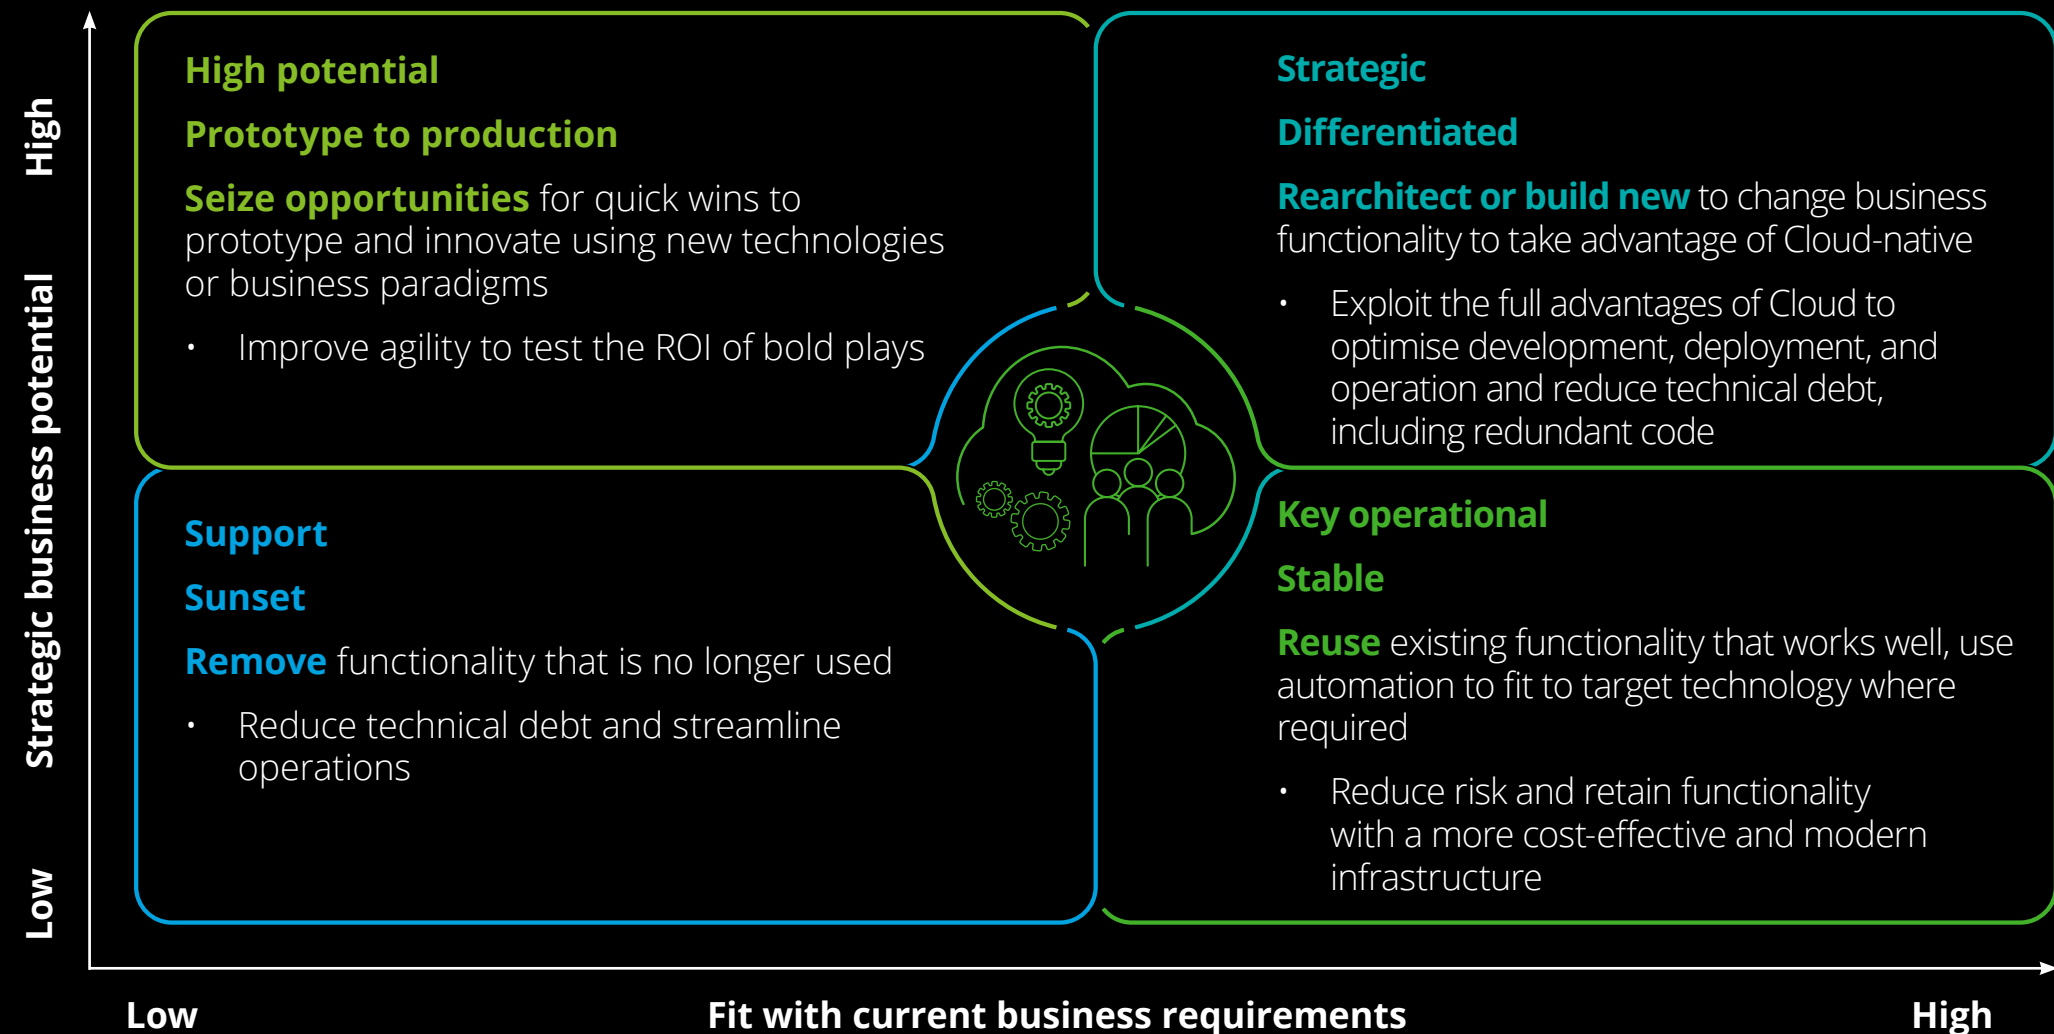 High
Strategic business potential
Low
High potential
Prototype to production
Seize opportunities for quick wins to
prototype and innovate using new technologies
or business paradigms
• Improve agility to test the ROI of bold plays
Strategic
Differentiated
Rearchitect or build new to change business
functionality to take advantage of Cloud-native
• Exploit the full advantages of Cloud to
optimise development, deployment, and
operation and reduce technical debt,
including redundant code
Support
Sunset
Remove functionality that is no longer used
• Reduce technical debt and streamline
operations
Key operational
Stable
Reuse existing functionality that works well, use
automation to fit to target technology where
required
• Reduce risk and retain functionality
with a more cost-effective and modern
infrastructure
Low
Fit with current business requirements
High